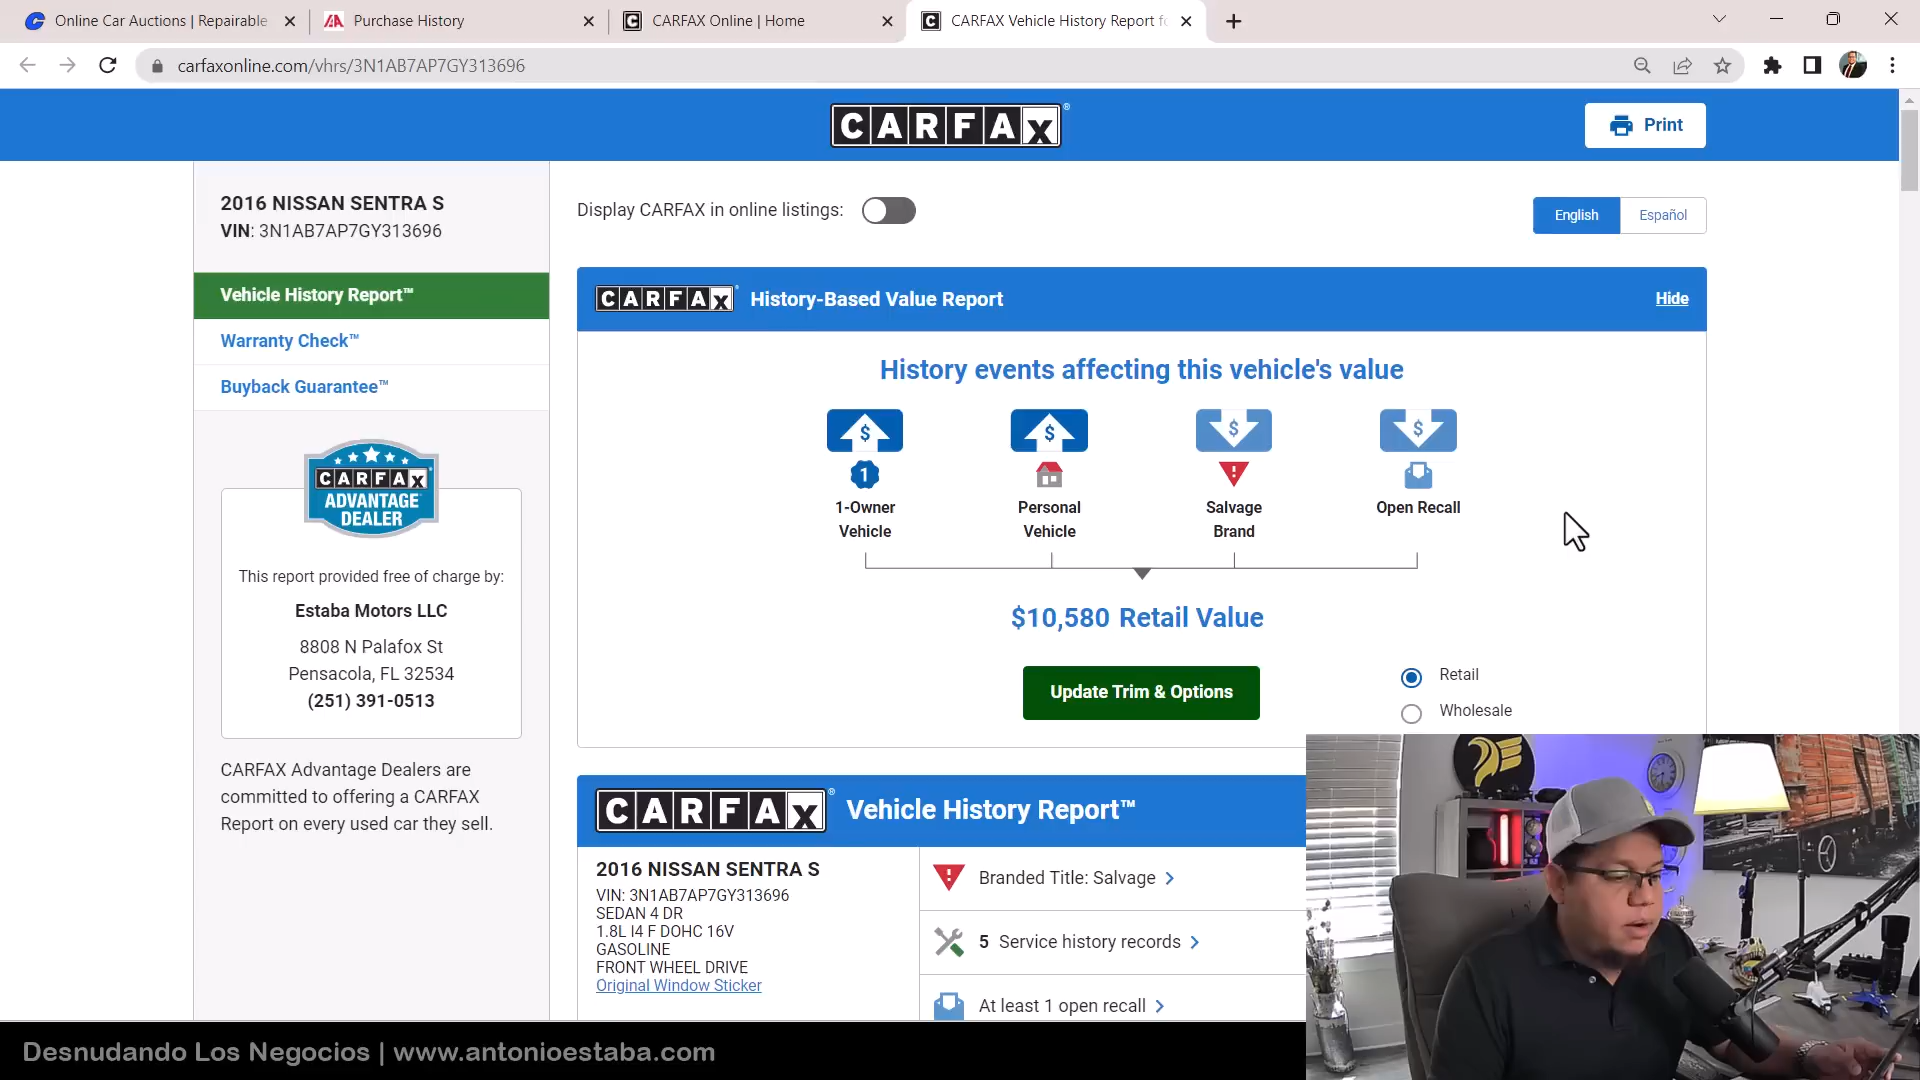 Online Car Auctions | Repairable
Purchase History
CARFAX Online | Home
CARFAX Vehicle History Report fo
carfaxonline.com/vhrs/3N1AB7AP7GY313696
CARFAX
Print
2016 NISSAN SENTRA S
VIN: 3N1AB7AP7GY313696
Vehicle History Report™
Warranty Check™
Buyback Guarantee™
CARFAX
ADVANTAGE
DEALER
This report provided free of charge by:
Estaba Motors LLC
8808 N Palafox St
Pensacola, FL 32534
(251) 391-0513
CARFAX Advantage Dealers are
committed to offering a CARFAX
Report on every used car they sell.
Display CARFAX in online listings:
English
Español
CARFAX History-Based Value Report
Hide
History events affecting this vehicle's value
$ $ $ $
1
1-Owner
Vehicle
Personal
Vehicle
Salvage
Brand
Open Recall
$10,580 Retail Value
Update Trim & Options
Retail
Wholesale
CARFAX Vehicle History Report™
2016 NISSAN SENTRA S
VIN: 3N1AB7AP7GY313696
SEDAN 4 DR
1.8L I4 F DOHC 16V
GASOLINE
FRONT WHEEL DRIVE
Original Window Sticker
Branded Title: Salvage
5 Service history records
At least 1 open recall
Desnudando Los Negocios | www.antonioestaba.com